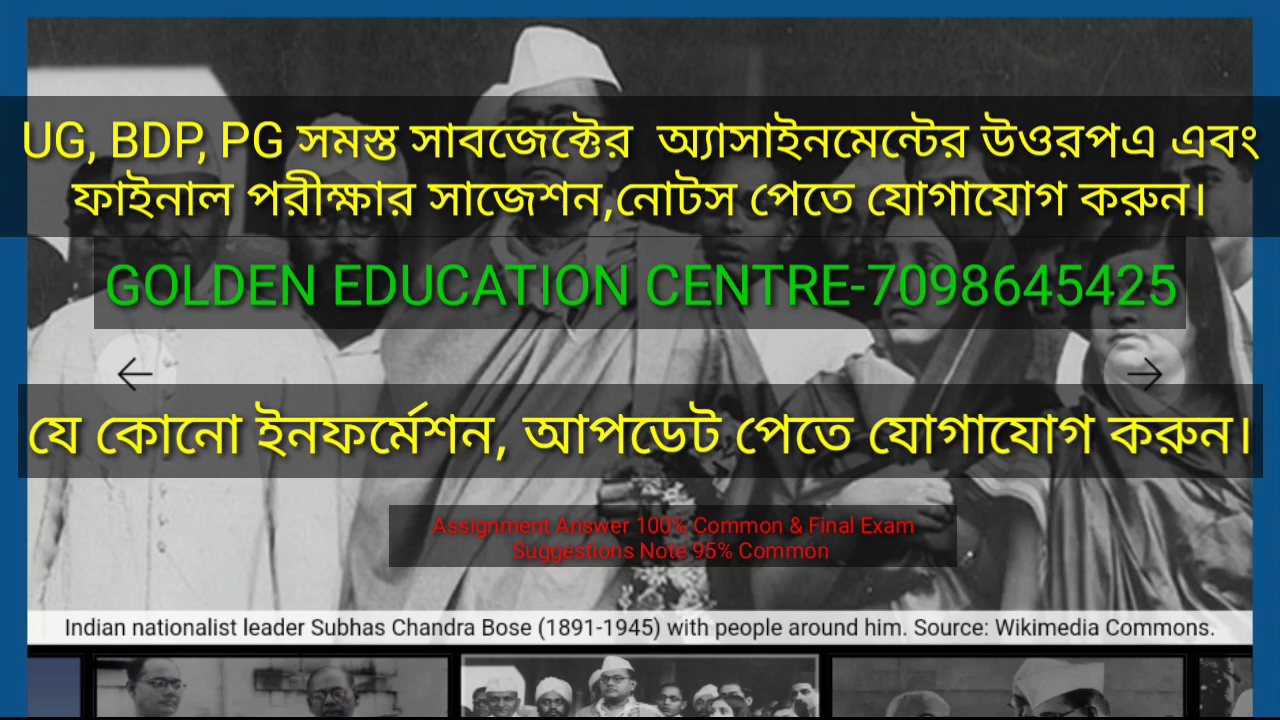 UG, BDP, PG সমস্ত সাবজেক্টের অ্যাসাইনমেন্টের উওরপএ এবং
ফাইনাল পরীক্ষার সাজেশন,নোটস পেতে যোগাযোগ করুন।
GOLDEN EDUCATION CENTRE-7098645425
যে কোনো ইনফর্মেশন, আপডেট পেতে যোগাযোগ করুন।
Assignment Answer 100% Common & Final Exam
Suggestions Note 95% Common
Indian nationalist leader Subhas Chandra Bose (1891-1945) with people around him. Source: Wikimedia Commons.